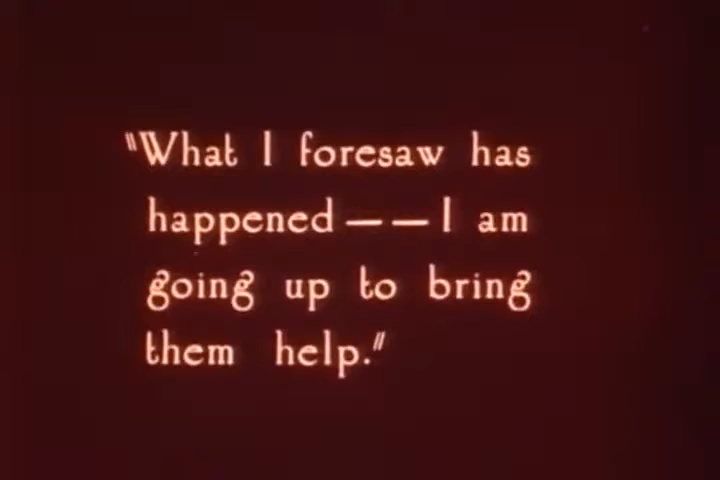 "What I foresaw has
happened — — I am
going up to bring
them help."